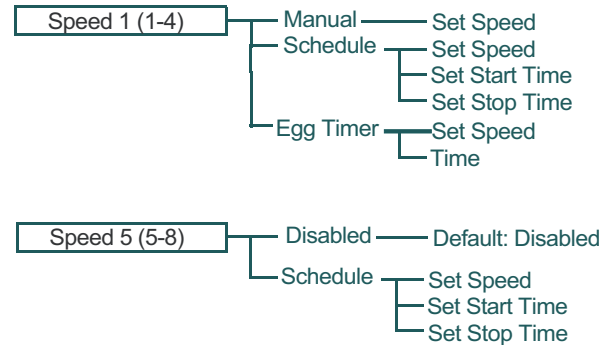 Speed 1 (1-4)
Manual
Set Speed
Schedule
Set Speed
Set Start Time
Set Stop Time
Egg Timer
Set Speed
Time
Speed 5 (5-8)
Disabled
Default: Disabled
Schedule
Set Speed
Set Start Time
Set Stop Time